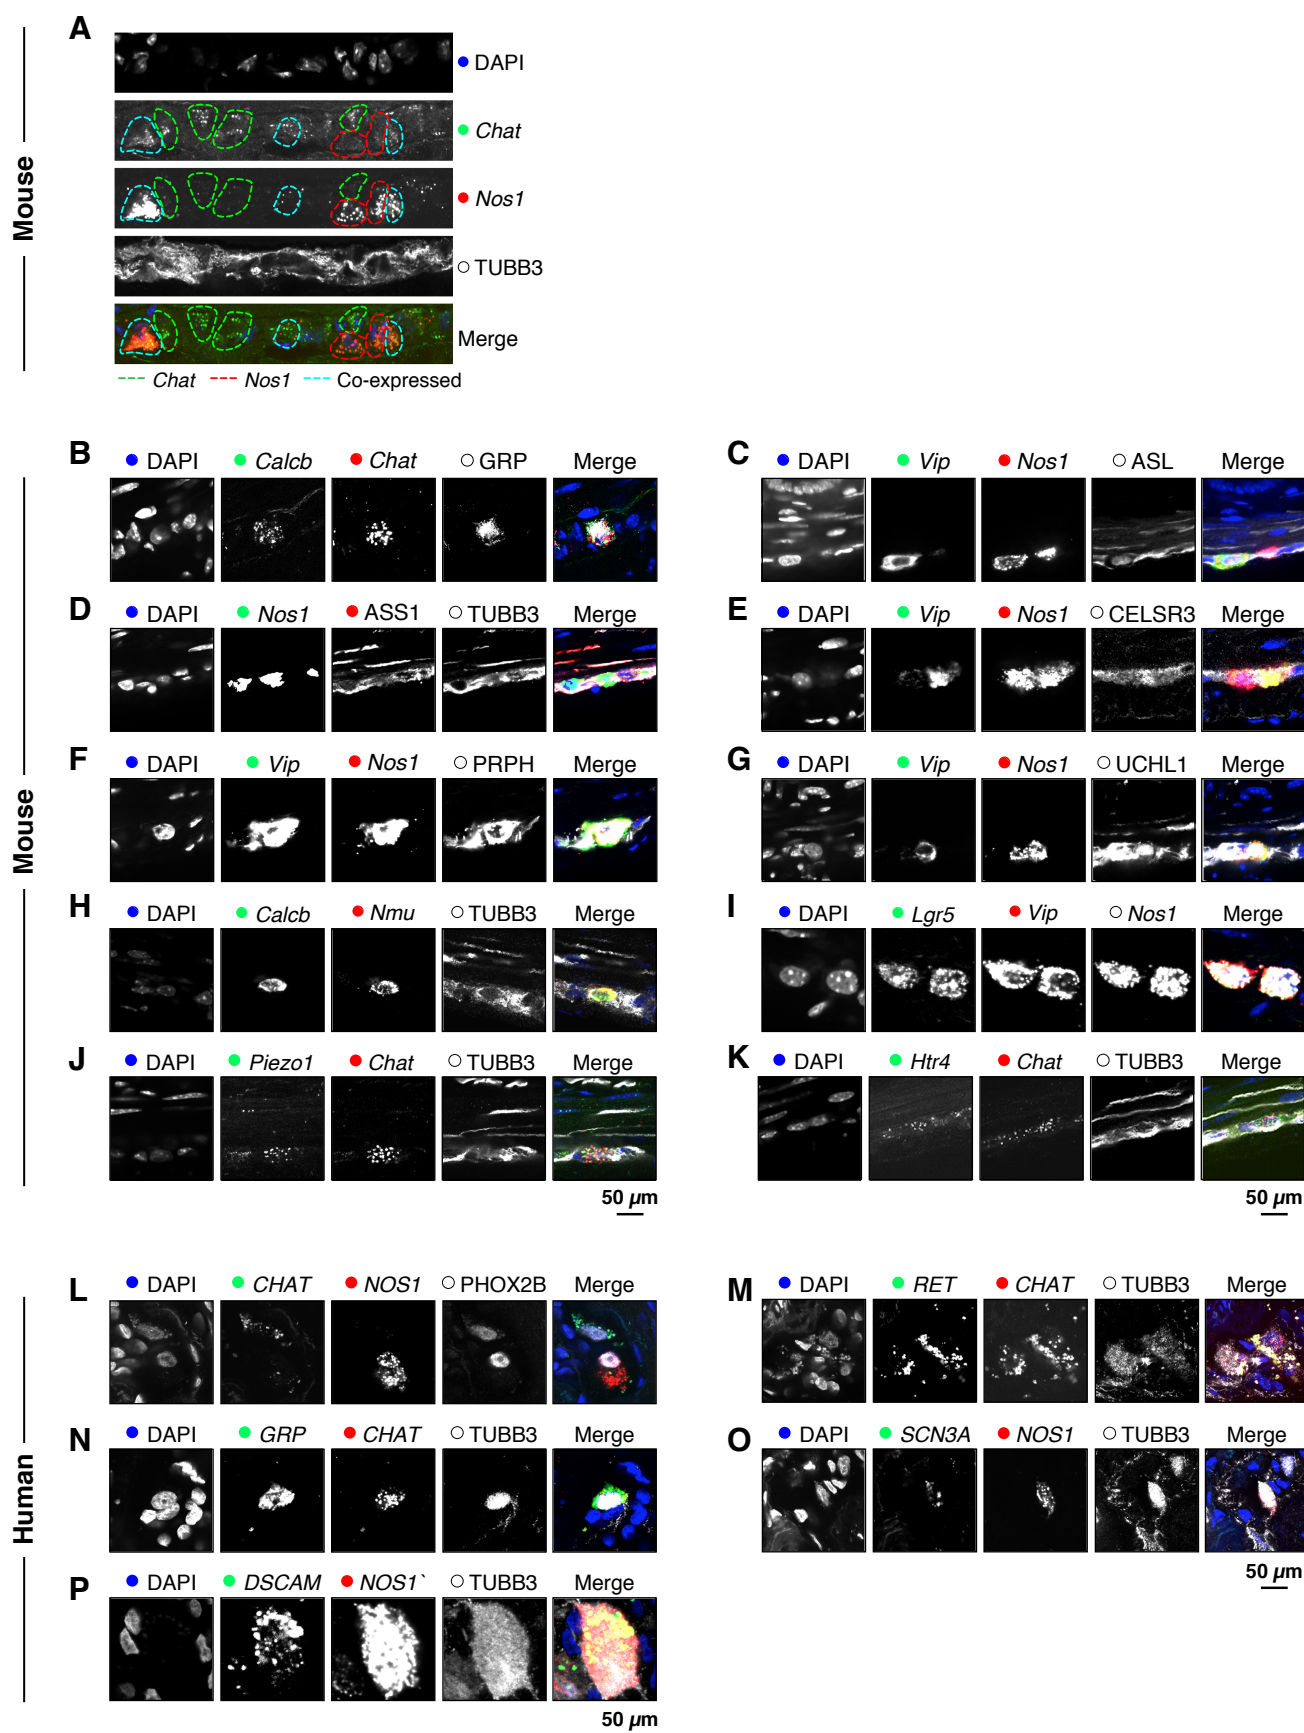 Mouse
A
DAPI
Chat
Nos1
TUBB3
Merge
Chat Nos1 Co-expressed
Mouse
B DAPI Calcb Chat GRP Merge
C DAPI Vip Nos1 ASL Merge
D DAPI Nos1 ASS1 TUBB3 Merge
E DAPI Vip Nos1 CELSR3 Merge
F DAPI Vip Nos1 PRPH Merge
G DAPI Vip Nos1 UCHL1 Merge
H DAPI Calcb Nmu TUBB3 Merge
I DAPI Lgr5 Vip Nos1 Merge
J DAPI Piezo1 Chat TUBB3 Merge
K DAPI Htr4 Chat TUBB3 Merge
50 µm
50 µm
Human
L DAPI CHAT NOS1 PHOX2B Merge
M DAPI RET CHAT TUBB3 Merge
N DAPI GRP CHAT TUBB3 Merge
O DAPI SCN3A NOS1 TUBB3 Merge
50 µm
P DAPI DSCAM NOS1` TUBB3 Merge
50 µm